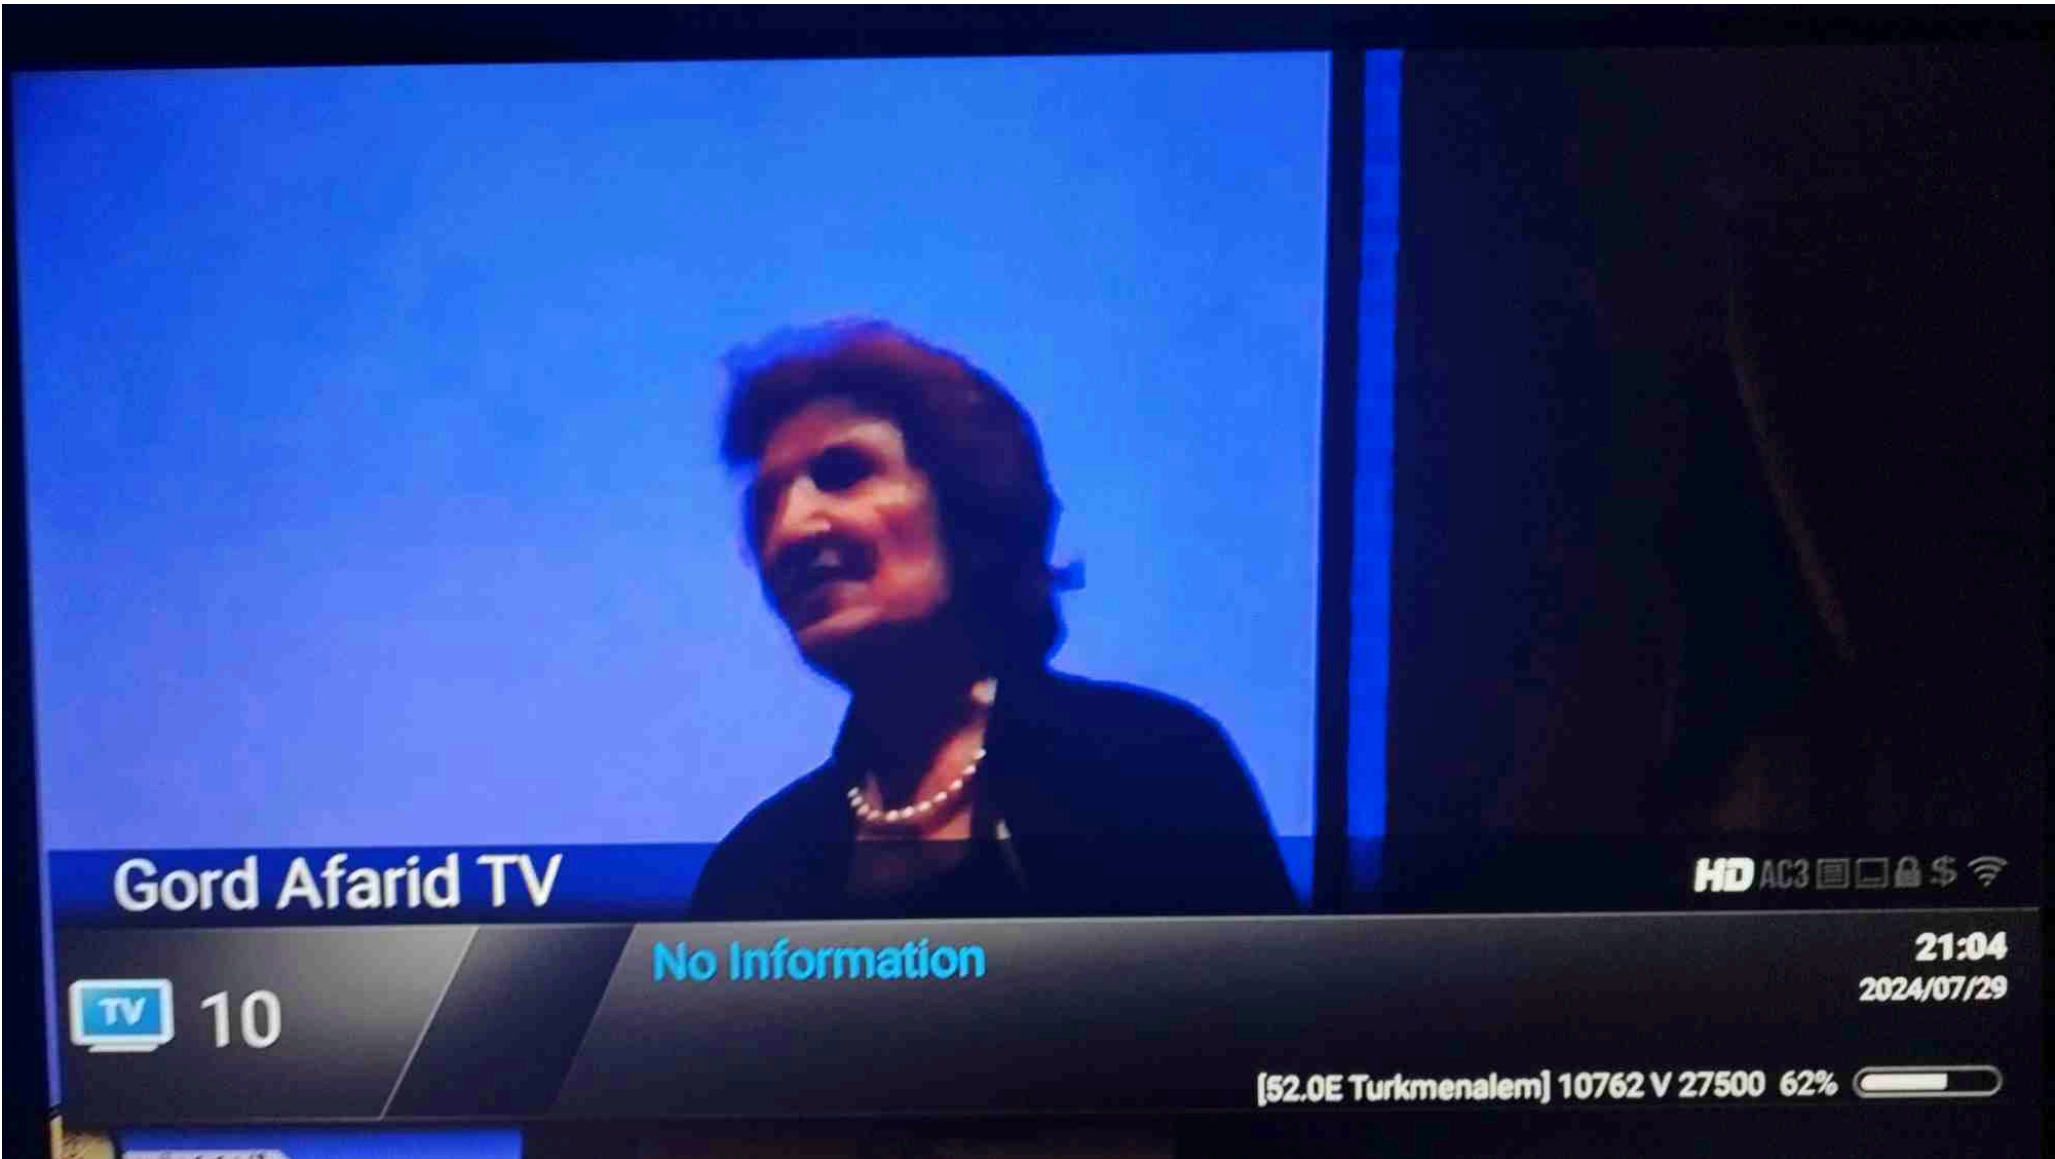 Gord Afarid TV
HD AC3 $
No Information
TV 10
21:04
2024/07/29
[52.0E Turkmenalem] 10762 V 27500 62%